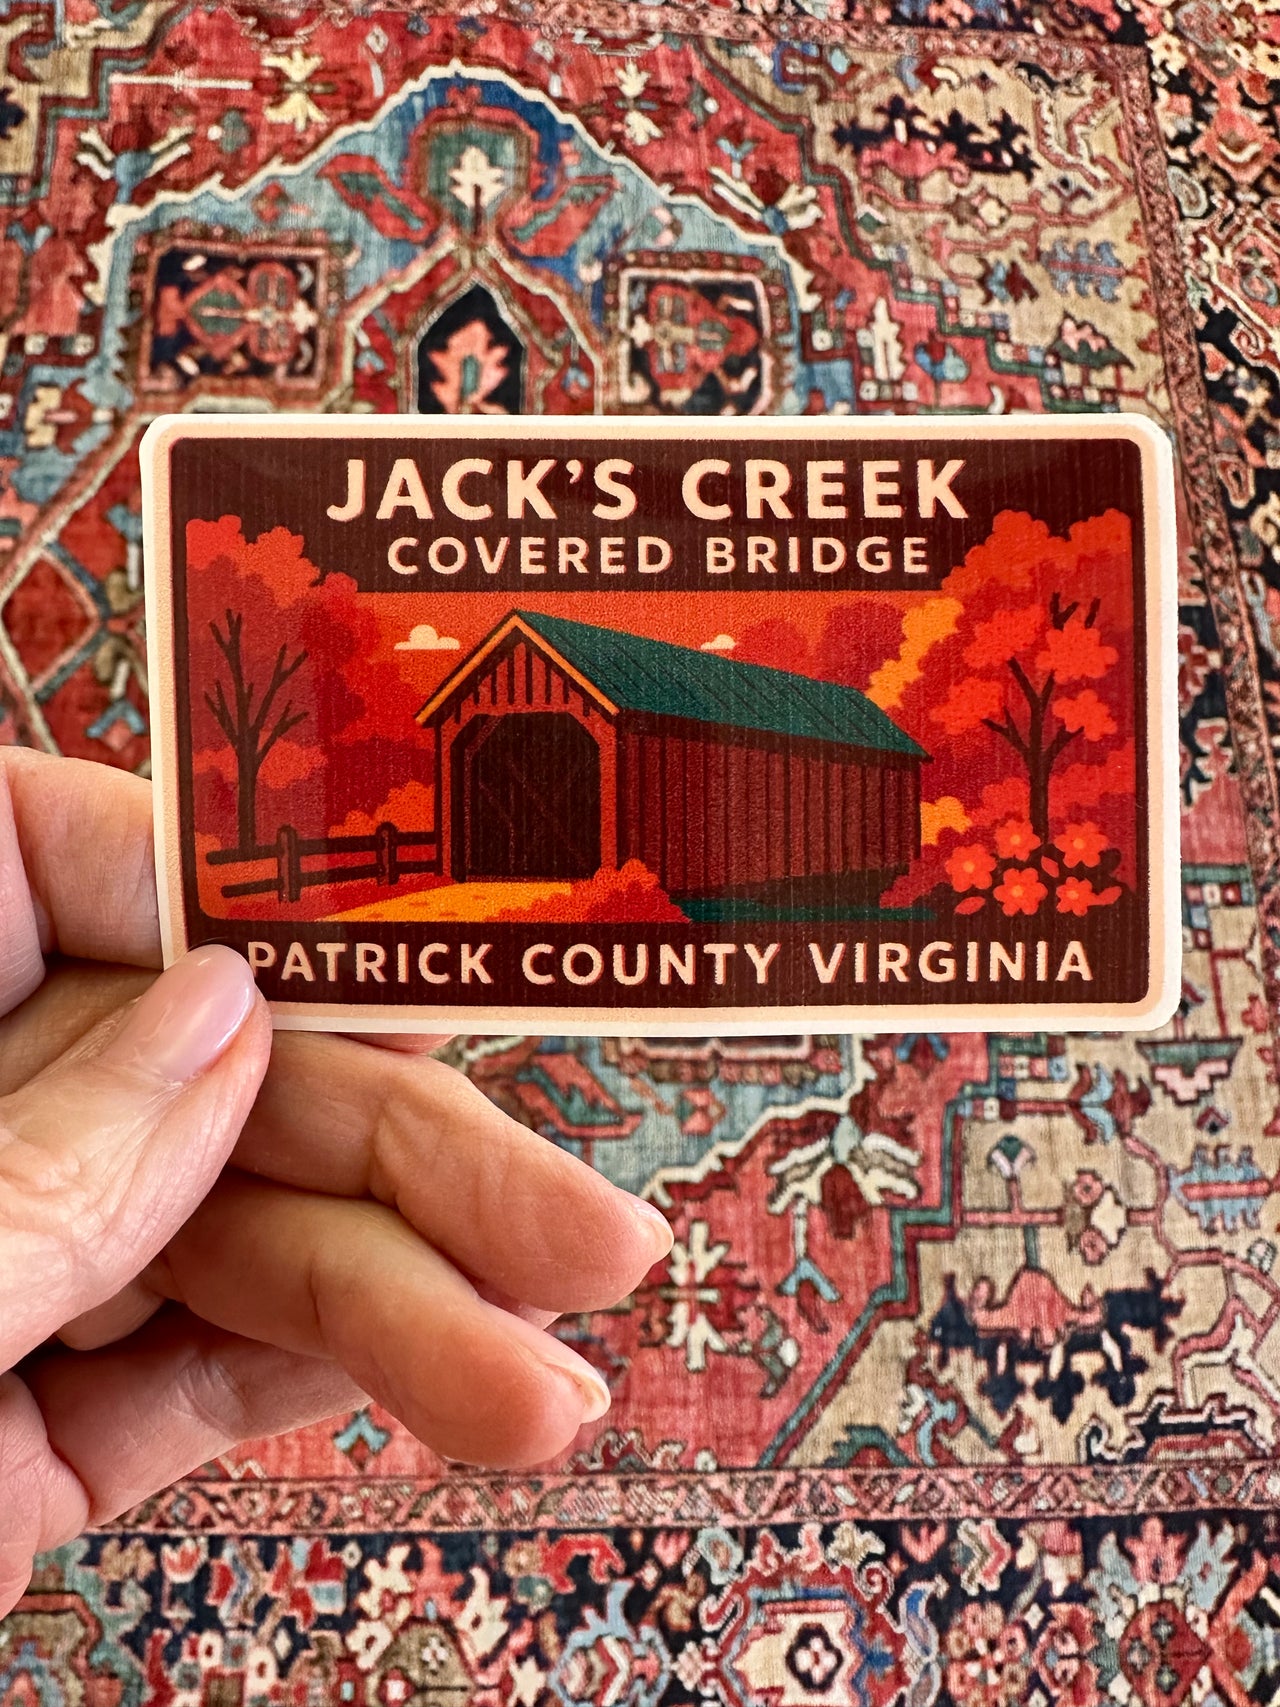 JACK'S CREEK
COVERED BRIDGE
PATRICK COUNTY VIRGINIA